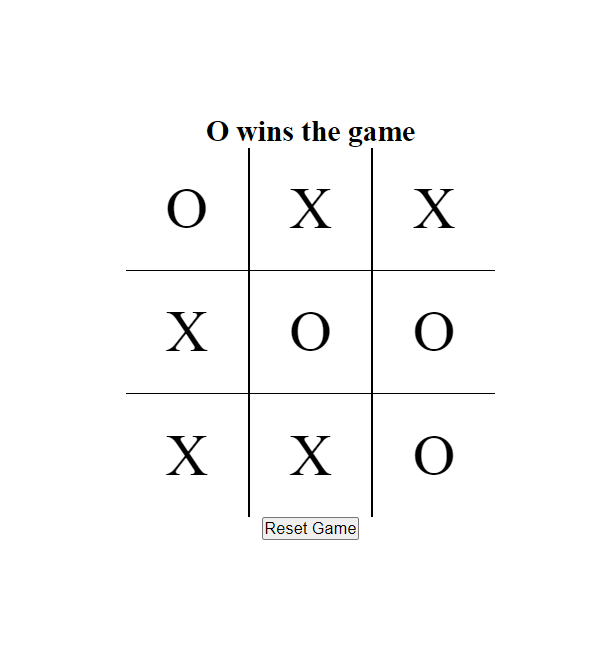 O wins the game
O X X
X O O
X X O
Reset Game